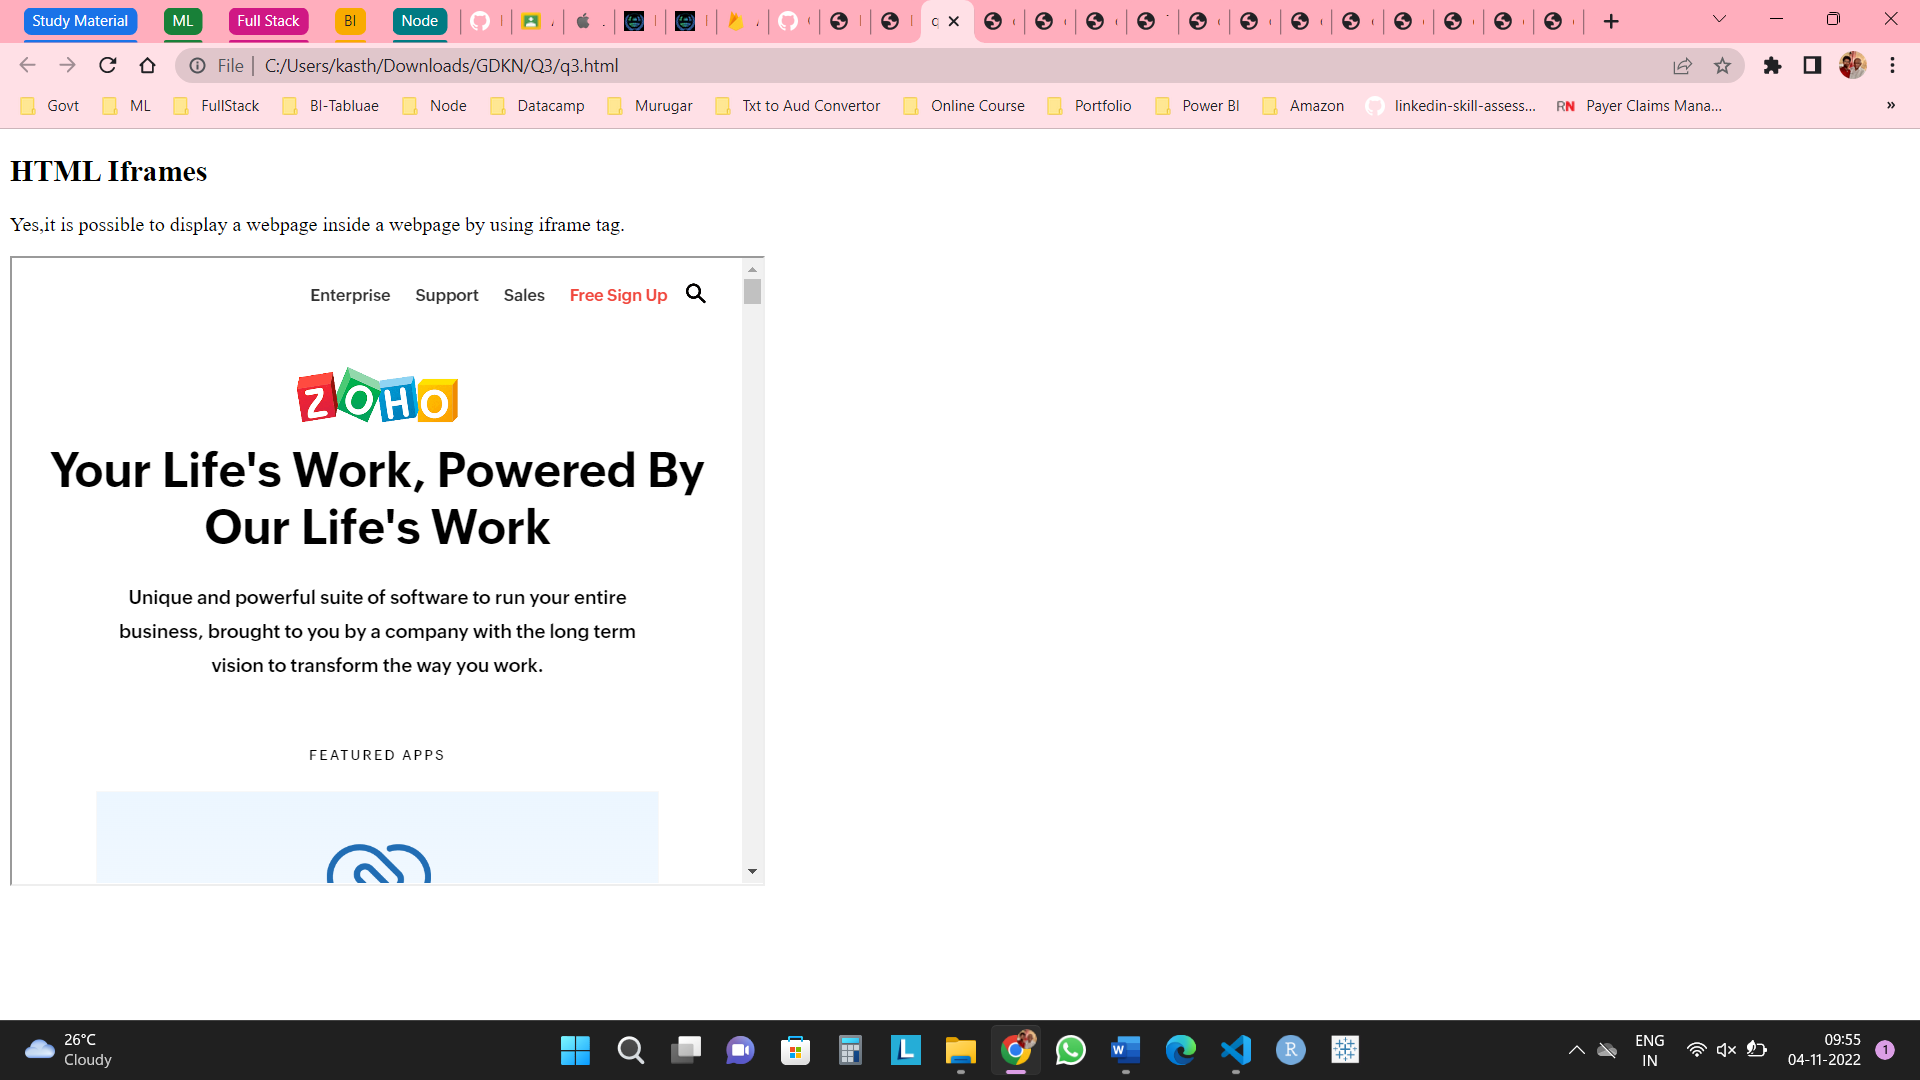 Study Material ML Full Stack BI Node q
File C:/Users/kasth/Downloads/GDKN/Q3/q3.html
Govt ML FullStack BI-Tabluae Node Datacamp Murugar Txt to Aud Convertor Online Course Portfolio Power BI Amazon linkedin-skill-assess... RN Payer Claims Mana... »
HTML Iframes
Yes,it is possible to display a webpage inside a webpage by using iframe tag.
Enterprise Support Sales Free Sign Up
ZOHO
Your Life's Work, Powered By
Our Life's Work
Unique and powerful suite of software to run your entire
business, brought to you by a company with the long term
vision to transform the way you work.
FEATURED APPS
26°C
Cloudy
ENG
IN
09:55
04-11-2022
1